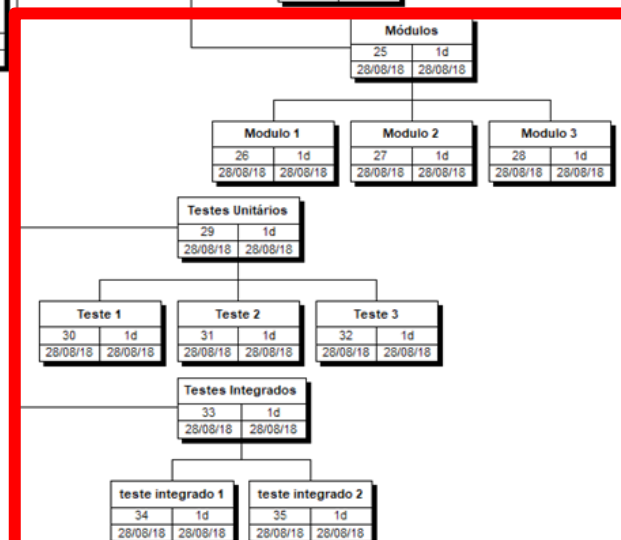 Módulos
25 1d
28/08/18 28/08/18
Modulo 1 Modulo 2 Modulo 3
26 1d 27 1d 28 1d
28/08/18 28/08/18 28/08/18 28/08/18 28/08/18 28/08/18
Testes Unitários
29 1d
28/08/18 28/08/18
Teste 1 Teste 2 Teste 3
30 1d 31 1d 32 1d
28/08/18 28/08/18 28/08/18 28/08/18 28/08/18 28/08/18
Testes Integrados
33 1d
28/08/18 28/08/18
teste integrado 1 teste integrado 2
34 1d 35 1d
28/08/18 28/08/18 28/08/18 28/08/18